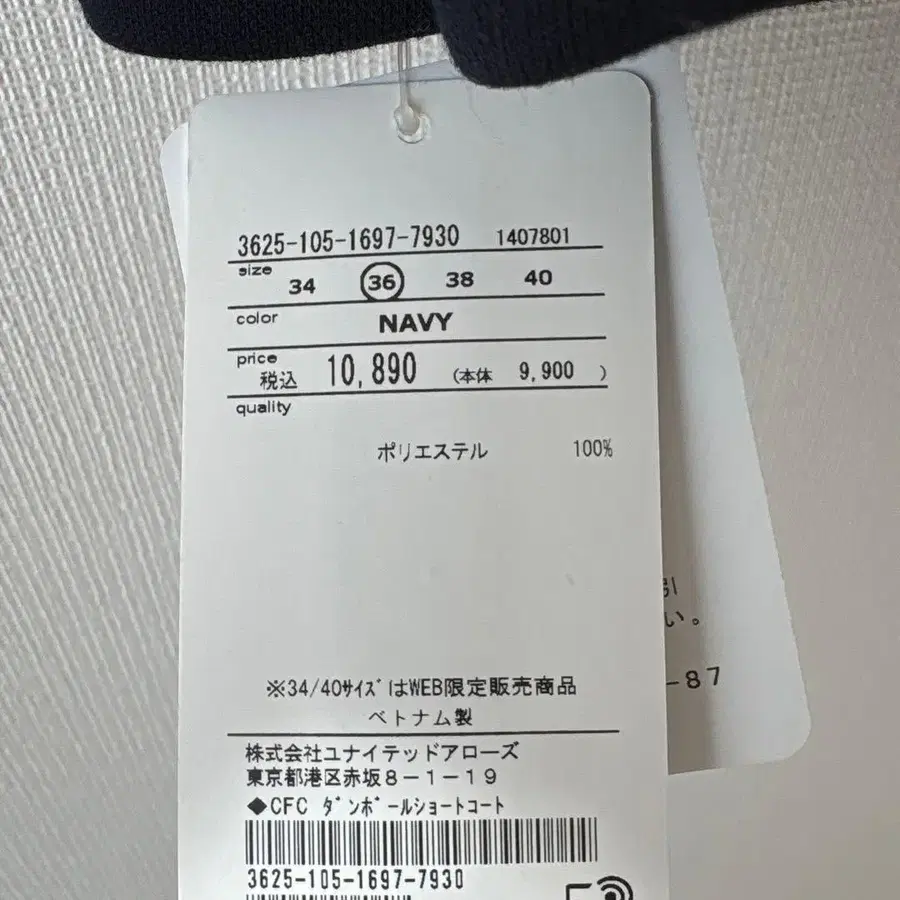 3625-105-1697-7930 1407801
size 34 36 38 40
color NAVY
price 税込 10,890 (本体 9,900 )
quality
ポリエステル 100%
※34/40ｻｲｽﾞはWEB限定販売商品
ベトナム製
株式会社ユナイテッドアローズ
東京都港区赤坂８－１－１９
◆CFC ﾀﾞﾝﾎﾞｰﾙショートコート
3625-105-1697-7930
引
い。
-87